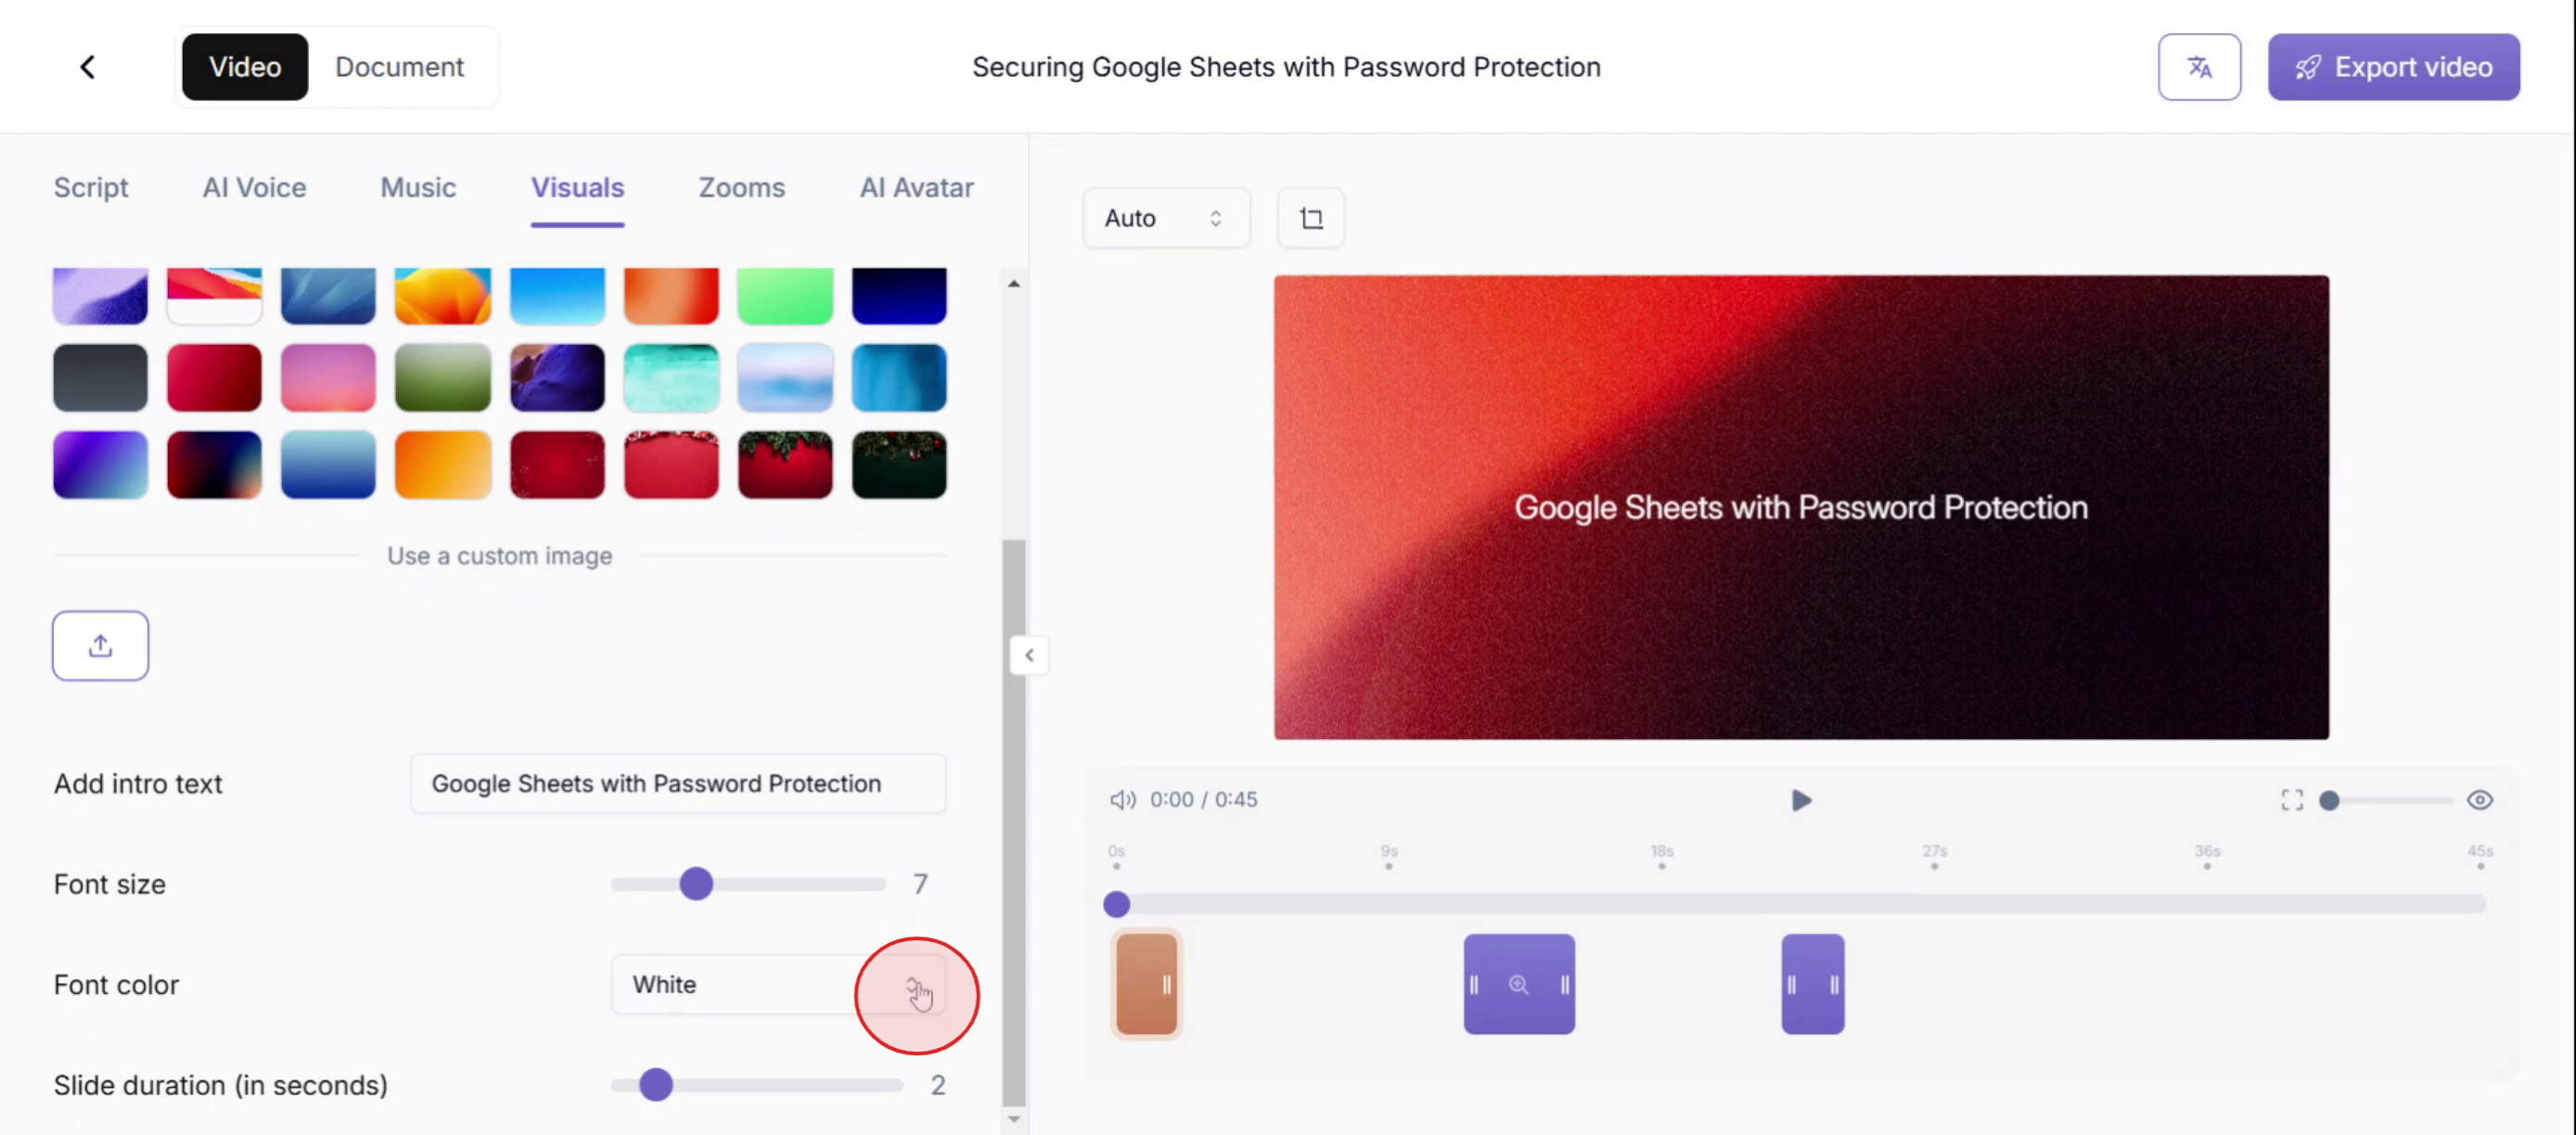 Video
Document
Securing Google Sheets with Password Protection
Export video
Script
AI Voice
Music
Visuals
Zooms
AI Avatar
Auto
Google Sheets with Password Protection
Use a custom image
Add intro text
Google Sheets with Password Protection
Font size
7
Font color
White
Slide duration (in seconds)
2
0:00 / 0:45
0s
9s
18s
27s
36s
45s